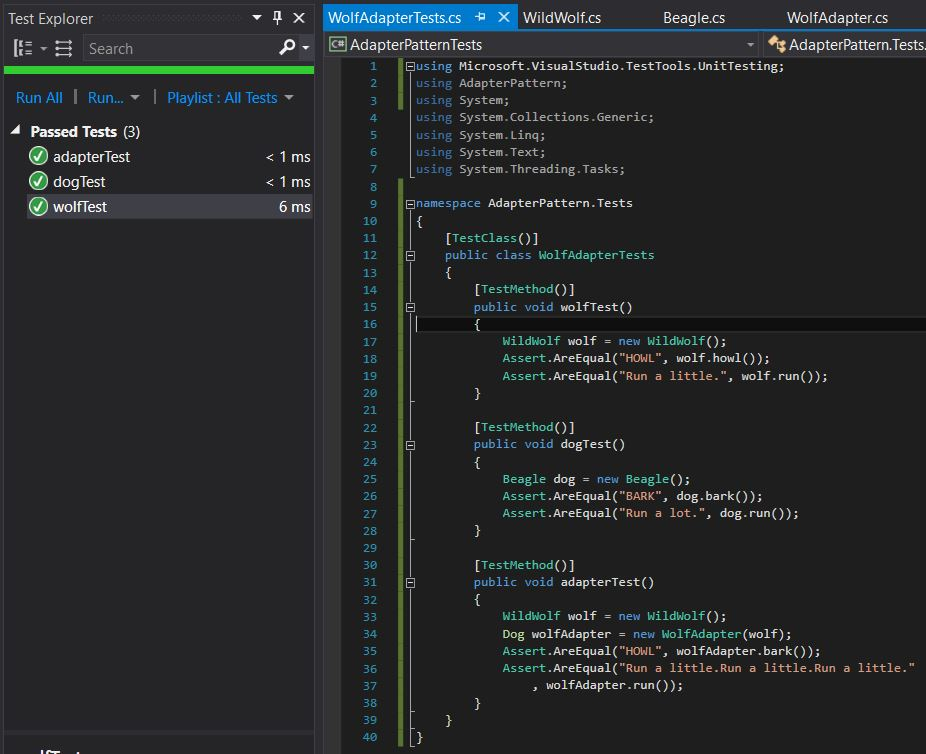 Test Explorer
Search
Run All | Run... | Playlist : All Tests
Passed Tests (3)
adapterTest < 1 ms
dogTest < 1 ms
wolfTest 6 ms
WolfAdapterTests.cs WildWolf.cs Beagle.cs WolfAdapter.cs
C# AdapterPatternTests AdapterPattern.Tests.
1 using Microsoft.VisualStudio.TestTools.UnitTesting;
2 using AdapterPattern;
3 using System;
4 using System.Collections.Generic;
5 using System.Linq;
6 using System.Text;
7 using System.Threading.Tasks;
8
9 namespace AdapterPattern.Tests
10 {
11 [TestClass()]
12 public class WolfAdapterTests
13 {
14 [TestMethod()]
15 public void wolfTest()
16 {
17 WildWolf wolf = new WildWolf();
18 Assert.AreEqual("HOWL", wolf.howl());
19 Assert.AreEqual("Run a little.", wolf.run());
20 }
21
22 [TestMethod()]
23 public void dogTest()
24 {
25 Beagle dog = new Beagle();
26 Assert.AreEqual("BARK", dog.bark());
27 Assert.AreEqual("Run a lot.", dog.run());
28 }
29
30 [TestMethod()]
31 public void adapterTest()
32 {
33 WildWolf wolf = new WildWolf();
34 Dog wolfAdapter = new WolfAdapter(wolf);
35 Assert.AreEqual("HOWL", wolfAdapter.bark());
36 Assert.AreEqual("Run a little.Run a little.Run a little."
37 , wolfAdapter.run());
38 }
39 }
40 }